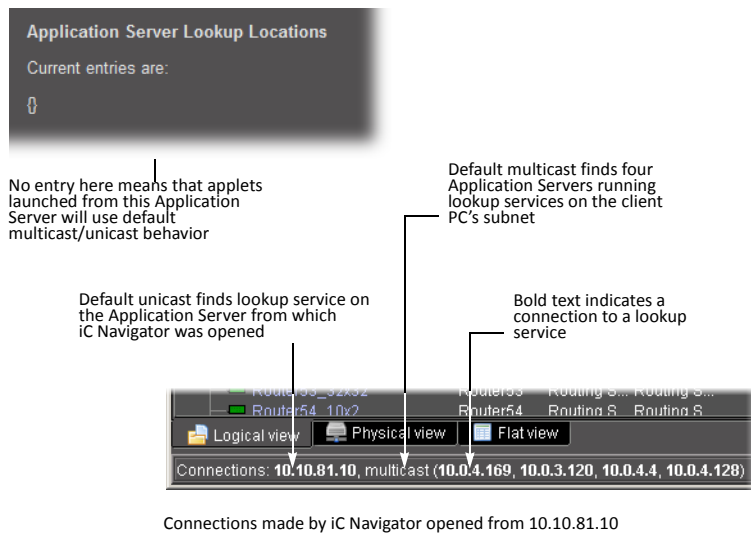 Application Server Lookup Locations
Current entries are:
{}
No entry here means that applets
launched from this Application
Server will use default
multicast/unicast behavior
Default multicast finds four
Application Servers running
lookup services on the client
PC's subnet
Default unicast finds lookup service on
the Application Server from which
iC Navigator was opened
Bold text indicates a
connection to a lookup
service
Router53_32x32 Router53 Routing S... Routing S...
Router54_10x2 Router54 Routing S... Routing S...
Logical view Physical view Flat view
Connections: 10.10.81.10, multicast (10.0.4.169, 10.0.3.120, 10.0.4.4, 10.0.4.128)
Connections made by iC Navigator opened from 10.10.81.10